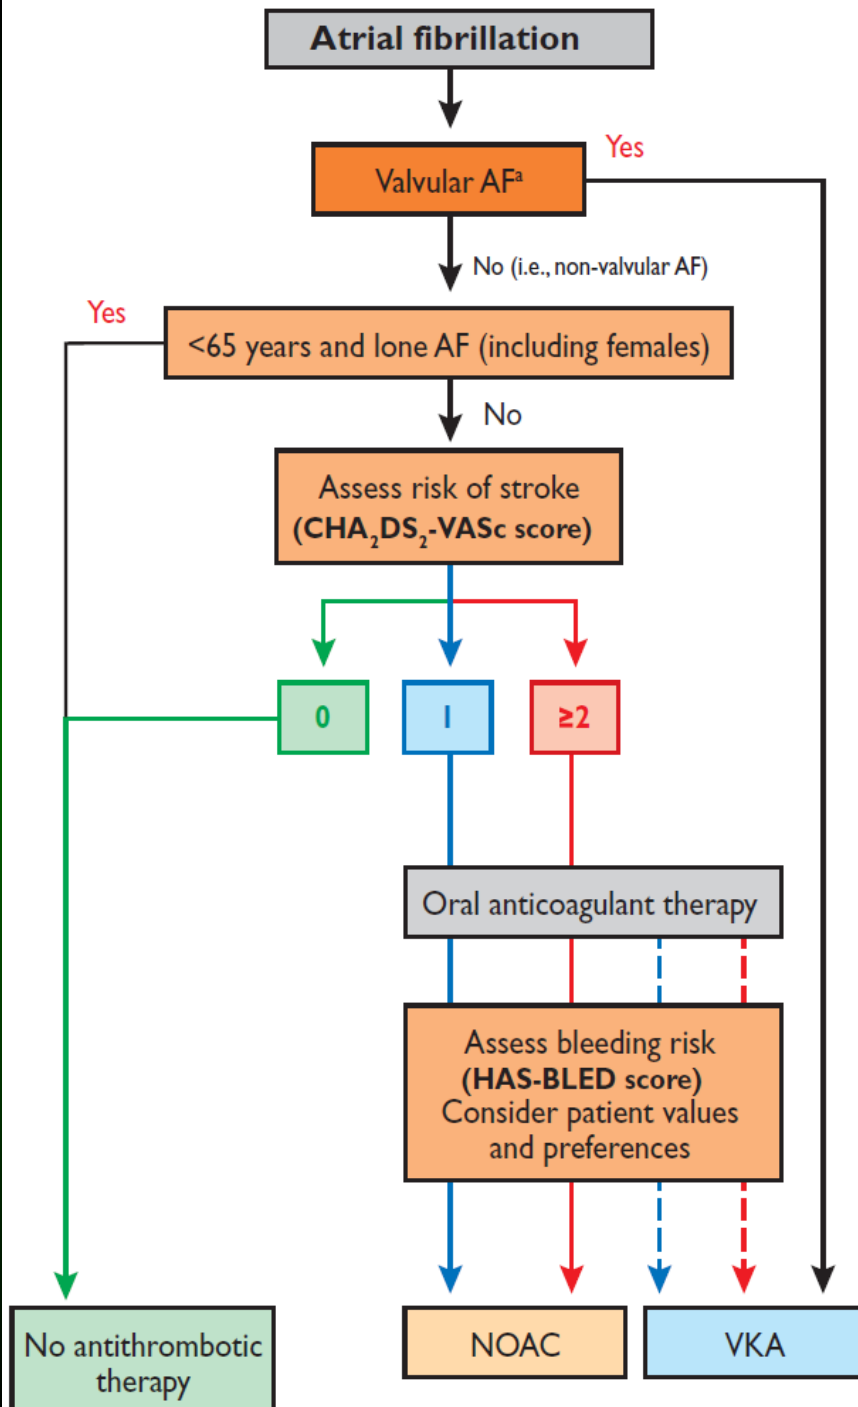 Atrial fibrillation
Yes
Valvular AFª
No (i.e., non-valvular AF)
Yes
<65 years and lone AF (including females)
No
Assess risk of stroke
(CHA₂DS₂-VASc score)
0
1
≥2
Oral anticoagulant therapy
Assess bleeding risk
(HAS-BLED score)
Consider patient values
and preferences
No antithrombotic
therapy
NOAC
VKA